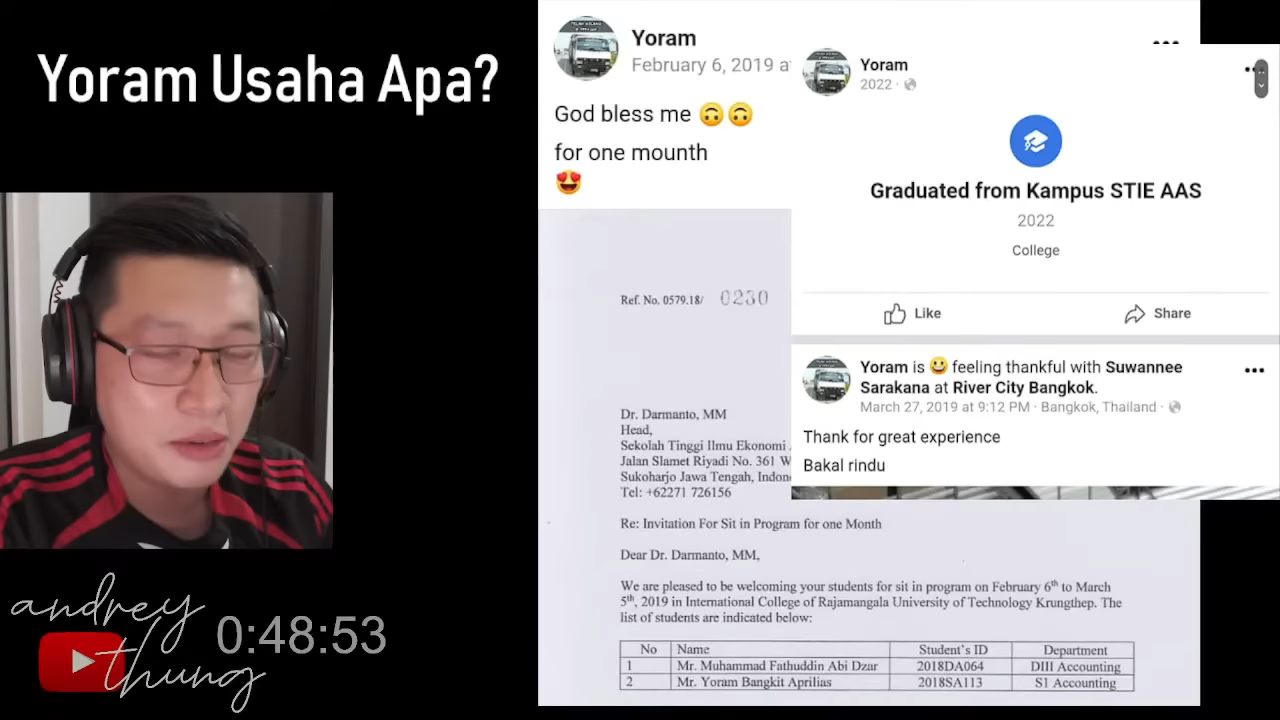 Yoram Usaha Apa?
andrey
thung
0:48:53
Yoram
February 6, 2019
God bless me 🙃🙃
for one mounth
😍
Ref. No. 0579.18/ 0230
Dr. Darmanto, MM
Head,
Sekolah Tinggi Ilmu Ekonomi
Jalan Slamet Riyadi No. 361
Sukoharjo Jawa Tengah,
Tel: +62271 726156
Re: Invitation For Sit in Program for one Month
Dear Dr. Darmanto, MM,
We are pleased to be welcoming your students for sit in program on February 6th to March
5th, 2019 in International College of Rajamangala University of Technology Krungthep. The
list of students are indicated below:
No Name Student's ID Department
1 Mr. Muhammad Fathuddin Abi Dzar 2018DA064 DIII Accounting
2 Mr. Yoram Bangkit Aprilias 2018SA113 S1 Accounting
Yoram
2022 ·
Graduated from Kampus STIE AAS
2022
College
Like
Share
Yoram is 😀 feeling thankful with Suwannee
Sarakana at River City Bangkok.
March 27, 2019 at 9:12 PM · Bangkok, Thailand ·
Thank for great experience
Bakal rindu